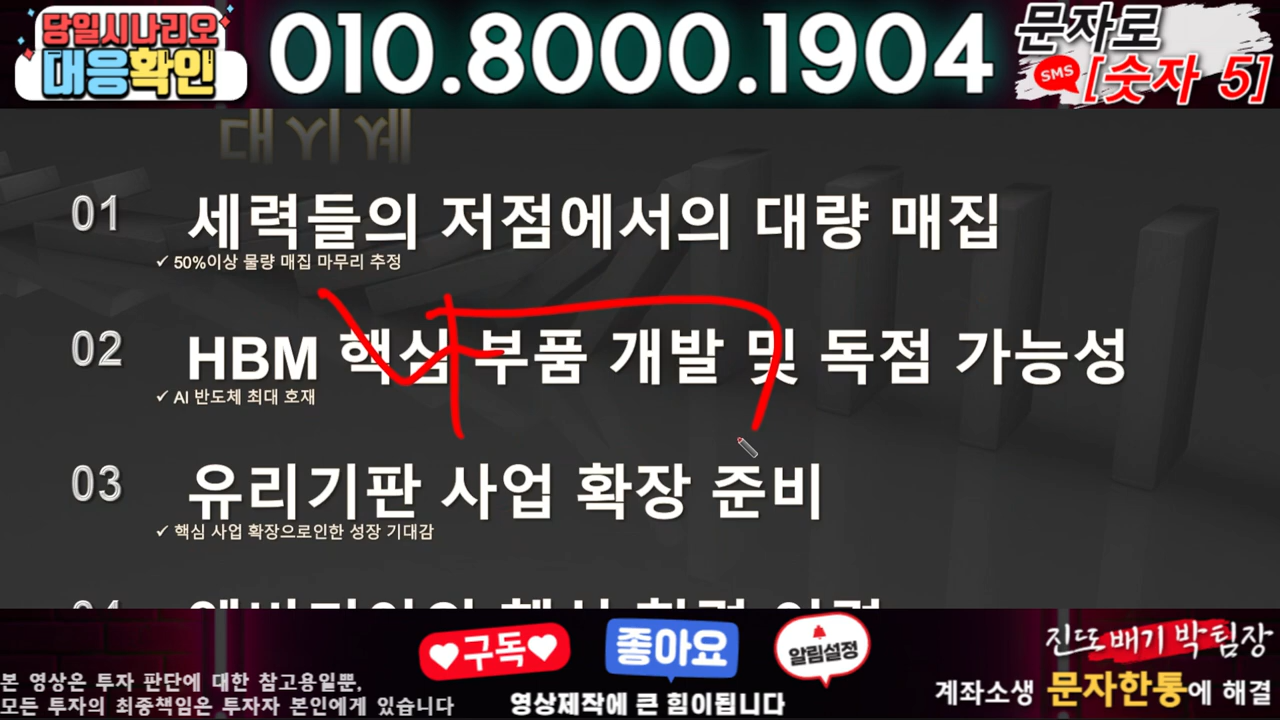 당일시나리오
대응확인
010.8000.1904
문자로
SMS
[숫자 5]
01
세력들의 저점에서의 대량 매집
✓ 50%이상 물량 매집 마무리 추정
02
HBM 핵심 부품 개발 및 독점 가능성
✓ AI 반도체 최대 호재
03
유리기판 사업 확장 준비
✓ 핵심 사업 확장으로인한 성장 기대감
구독
좋아요
알림설정
영상제작에 큰 힘이됩니다
본 영상은 투자 판단에 대한 참고용일뿐,
모든 투자의 최종책임은 투자자 본인에게 있습니다
진또배기 박팀장
계좌소생 문자한통에 해결